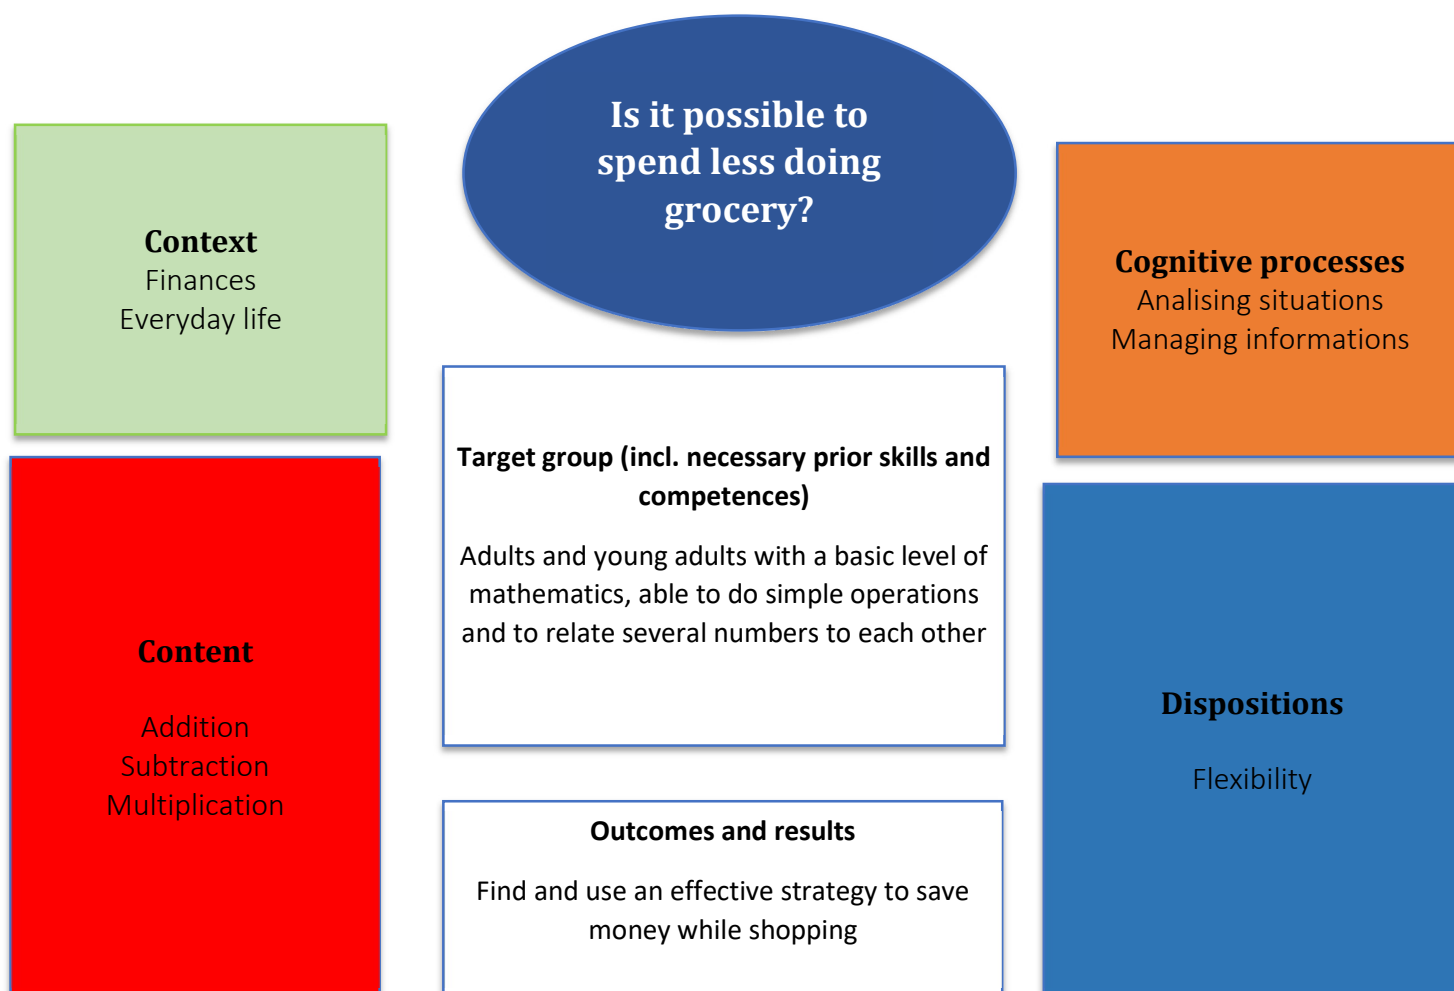 Is it possible to
spend less doing
grocery?
Context
Finances
Everyday life
Cognitive processes
Analising situations
Managing informations
Target group (incl. necessary prior skills and
competences)
Adults and young adults with a basic level of
mathematics, able to do simple operations
and to relate several numbers to each other
Content
Addition
Subtraction
Multiplication
Dispositions
Flexibility
Outcomes and results
Find and use an effective strategy to save
money while shopping